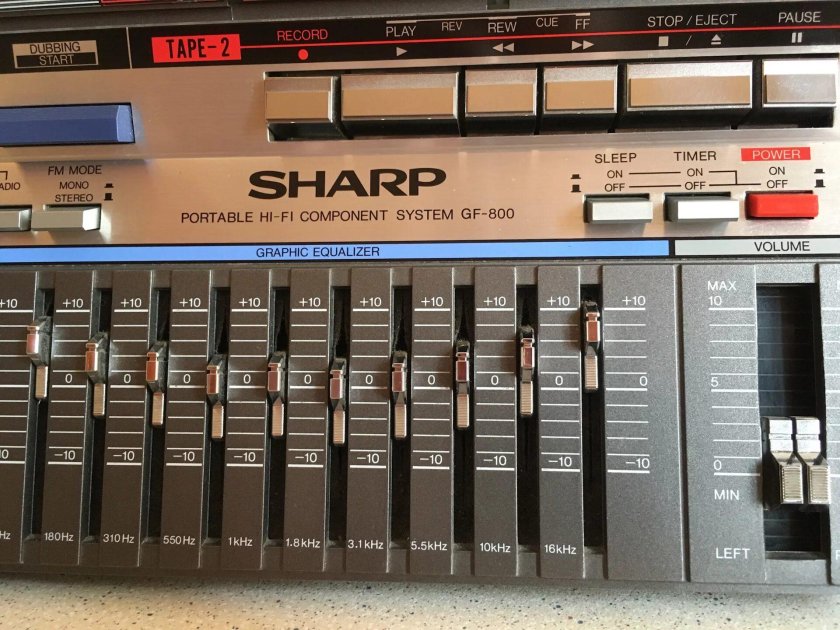 DUBBING
START
TAPE-2
RECORD
PLAY
REV
REW
CUE
FF
STOP / EJECT
/
PAUSE
ADIO
FM MODE
MONO
STEREO
SHARP
PORTABLE HI-FI COMPONENT SYSTEM GF-800
SLEEP
ON
OFF
TIMER
ON
OFF
POWER
ON
OFF
GRAPHIC EQUALIZER
VOLUME
+10 +10 +10 +10 +10 +10 +10 +10 +10 +10 +10
0 0 0 0 0 0 0 0 0 0
10 -10 -10 -10 -10 -10 -10 -10 -10 -10 -10
Hz 180Hz 310Hz 550Hz 1kHz 1.8kHz 3.1kHz 5.5kHz 10kHz 16kHz
MAX
10
5
0
MIN
LEFT